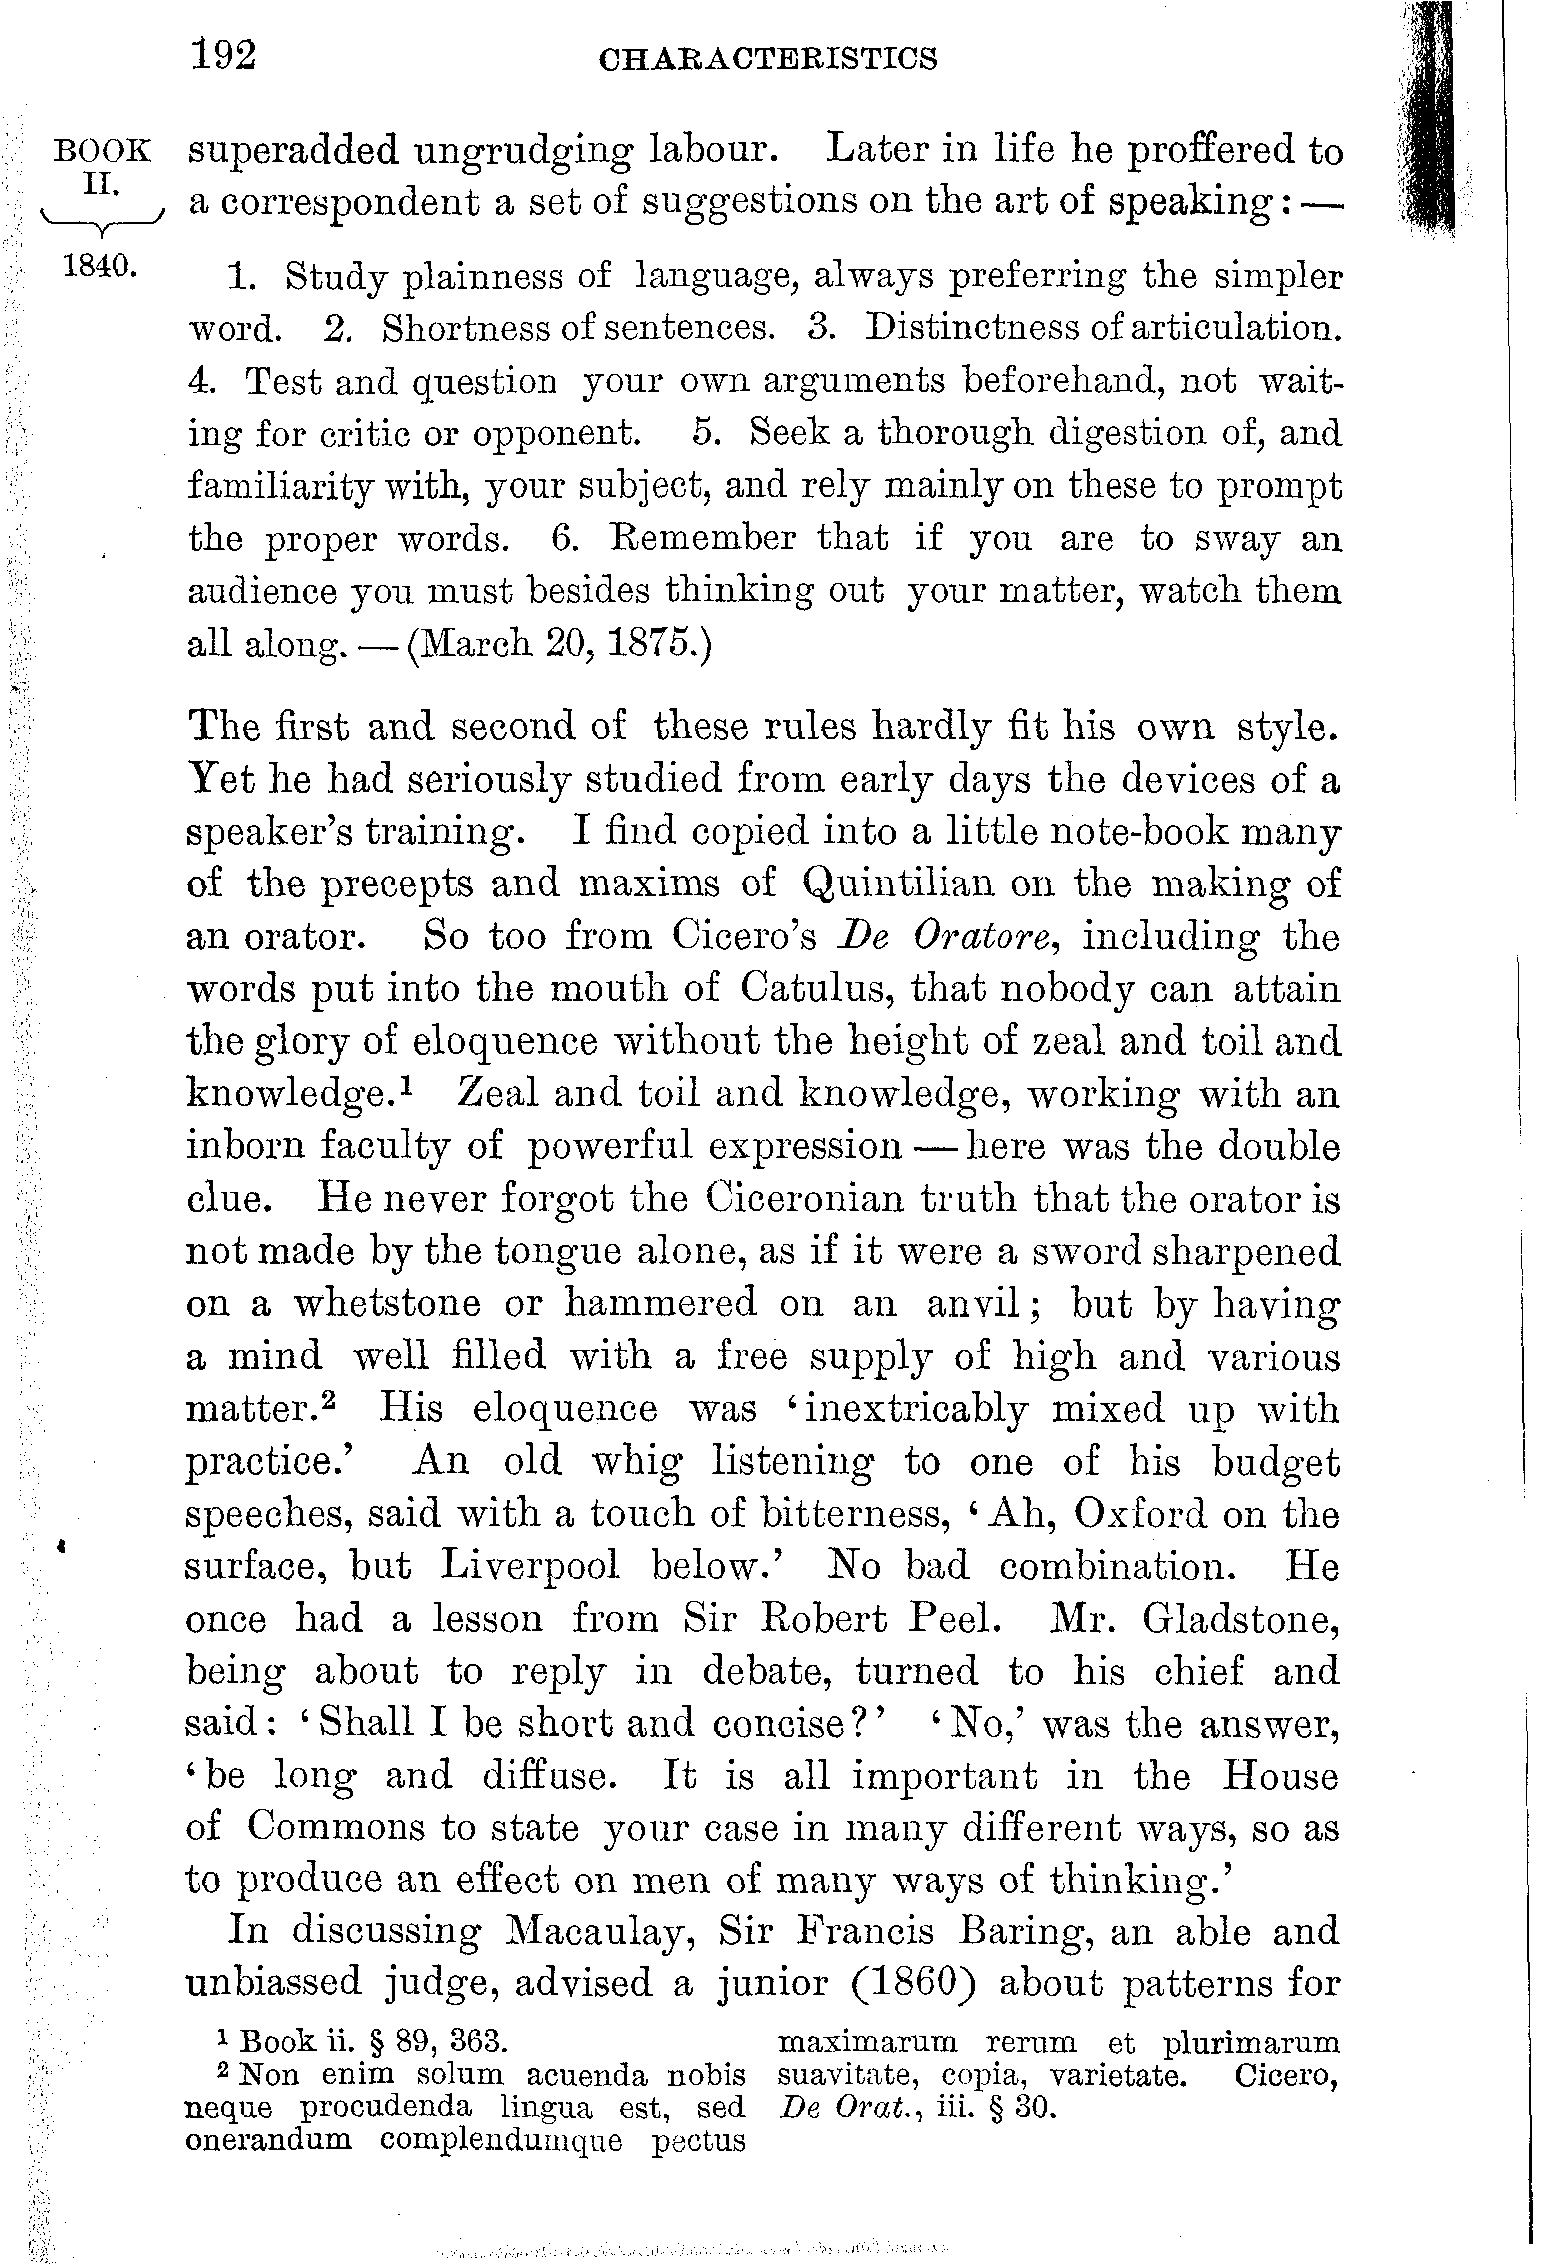 192 CHARACTERISTICS
BOOK
II.
1840.
superadded ungrudging labour. Later in life he proffered to
a correspondent a set of suggestions on the art of speaking: —
1. Study plainness of language, always preferring the simpler
word. 2. Shortness of sentences. 3. Distinctness of articulation.
4. Test and question your own arguments beforehand, not wait-
ing for critic or opponent. 5. Seek a thorough digestion of, and
familiarity with, your subject, and rely mainly on these to prompt
the proper words. 6. Remember that if you are to sway an
audience you must besides thinking out your matter, watch them
all along. — (March 20, 1875.)
The first and second of these rules hardly fit his own style.
Yet he had seriously studied from early days the devices of a
speaker's training. I find copied into a little note-book many
of the precepts and maxims of Quintilian on the making of
an orator. So too from Cicero's De Oratore, including the
words put into the mouth of Catulus, that nobody can attain
the glory of eloquence without the height of zeal and toil and
knowledge.¹ Zeal and toil and knowledge, working with an
inborn faculty of powerful expression — here was the double
clue. He never forgot the Ciceronian truth that the orator is
not made by the tongue alone, as if it were a sword sharpened
on a whetstone or hammered on an anvil; but by having
a mind well filled with a free supply of high and various
matter.² His eloquence was 'inextricably mixed up with
practice.' An old whig listening to one of his budget
speeches, said with a touch of bitterness, 'Ah, Oxford on the
surface, but Liverpool below.' No bad combination. He
once had a lesson from Sir Robert Peel. Mr. Gladstone,
being about to reply in debate, turned to his chief and
said: 'Shall I be short and concise?' 'No,' was the answer,
'be long and diffuse. It is all important in the House
of Commons to state your case in many different ways, so as
to produce an effect on men of many ways of thinking.'
In discussing Macaulay, Sir Francis Baring, an able and
unbiassed judge, advised a junior (1860) about patterns for
¹ Book ii. § 89, 363.
² Non enim solum acuenda nobis
neque procudenda lingua est, sed
onerandum complendumque pectus
maximarum rerum et plurimarum
suavitate, copia, varietate. Cicero,
De Orat., iii. § 30.